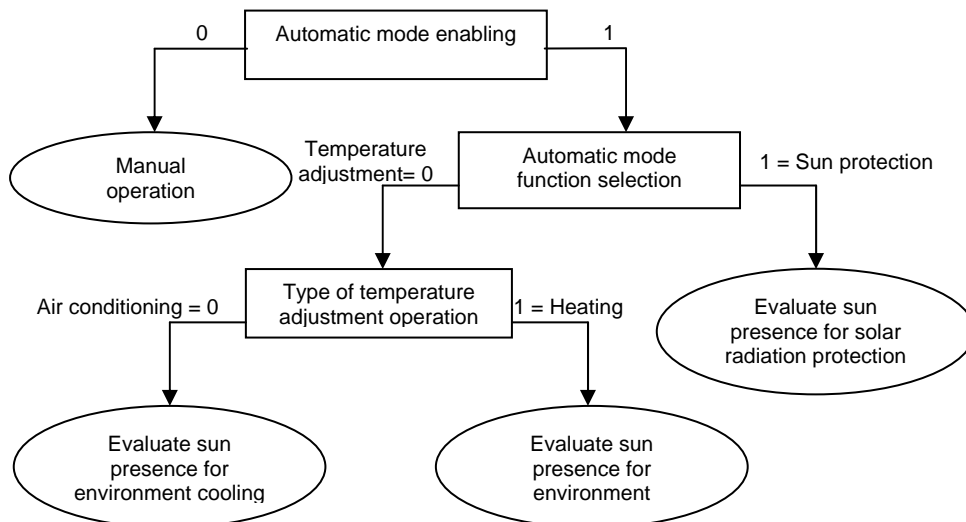 0
Automatic mode enabling
1
Manual
operation
Temperature
adjustment= 0
Automatic mode
function selection
1 = Sun protection
Air conditioning = 0
Type of temperature
adjustment operation
1 = Heating
Evaluate sun
presence for solar
radiation protection
Evaluate sun
presence for
environment cooling
Evaluate sun
presence for
environment